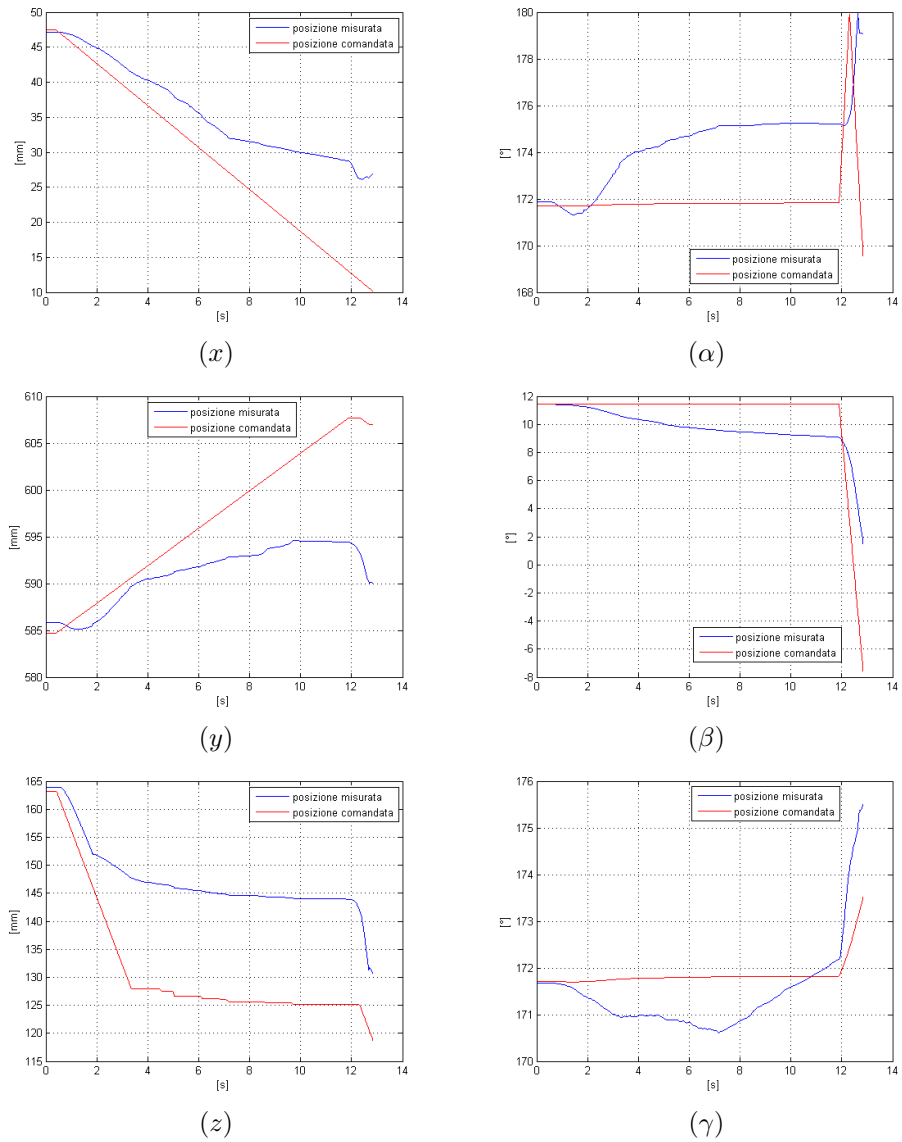 50
45
40
35
30
25
20
15
10
[mm]
0 2 4 6 8 10 12 14
[s]
posizione misurata
posizione comandata
(x)
180
178
176
174
172
170
168
[°]
0 2 4 6 8 10 12 14
[s]
posizione misurata
posizione comandata
(α)
610
605
600
595
590
585
580
[mm]
0 2 4 6 8 10 12 14
[s]
posizione misurata
posizione comandata
(y)
12
10
8
6
4
2
0
-2
-4
-6
-8
[°]
0 2 4 6 8 10 12 14
[s]
posizione misurata
posizione comandata
(β)
165
160
155
150
145
140
135
130
125
120
115
[mm]
0 2 4 6 8 10 12 14
[s]
posizione misurata
posizione comandata
(z)
176
175
174
173
172
171
170
[°]
0 2 4 6 8 10 12 14
[s]
posizione misurata
posizione comandata
(γ)